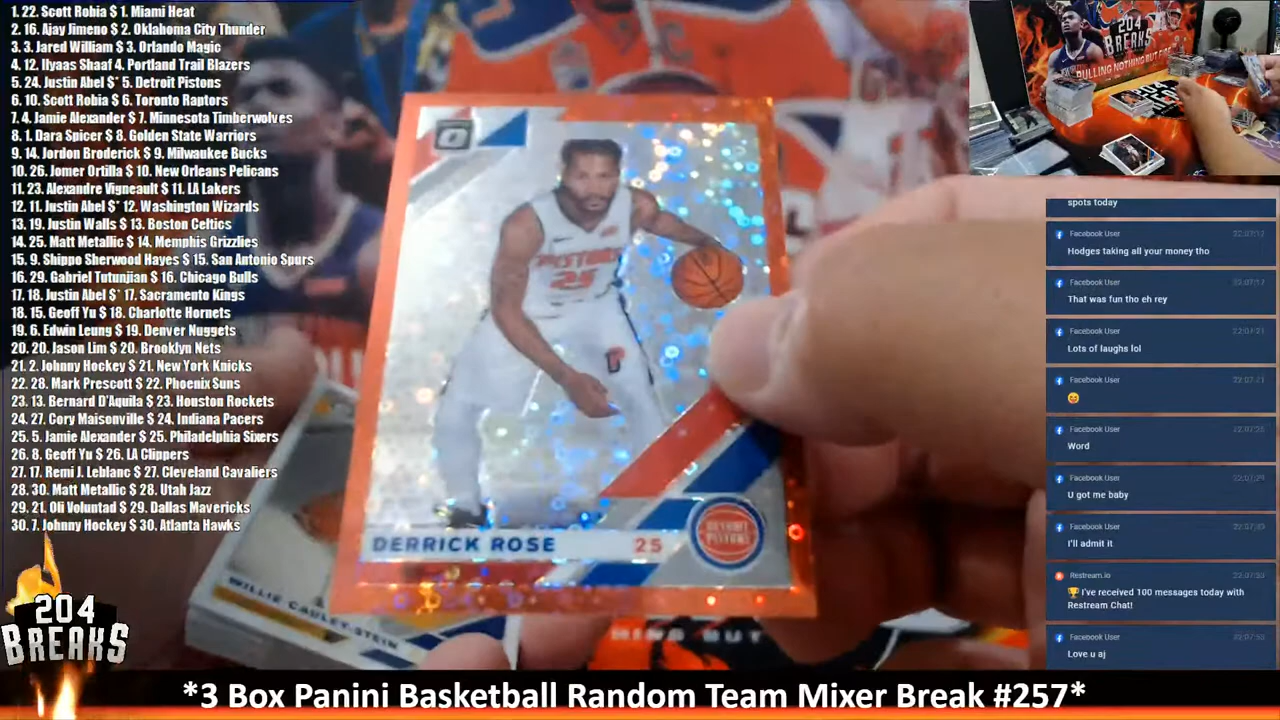 1. 22. Scott Robia $ 1. Miami Heat
2. 16. Ajay Jimeno $ 2. Oklahoma City Thunder
3. 3. Jared William $ 3. Orlando Magic
4. 12. Ilyaas Shaaf 4. Portland Trail Blazers
5. 24. Justin Abel $* 5. Detroit Pistons
6. 10. Scott Robia $ 6. Toronto Raptors
7. 4. Jamie Alexander $ 7. Minnesota Timberwolves
8. 1. Dara Spicer $ 8. Golden State Warriors
9. 14. Jordon Broderick $ 9. Milwaukee Bucks
10. 26. Jomer Ortilla $ 10. New Orleans Pelicans
11. 23. Alexandre Vigneault $ 11. LA Lakers
12. 11. Justin Abel $* 12. Washington Wizards
13. 19. Justin Walls $ 13. Boston Celtics
14. 25. Matt Metallic $ 14. Memphis Grizzlies
15. 9. Shippo Sherwood Hayes $ 15. San Antonio Spurs
16. 29. Gabriel Tutunjian $ 16. Chicago Bulls
17. 18. Justin Abel $* 17. Sacramento Kings
18. 15. Geoff Yu $ 18. Charlotte Hornets
19. 6. Edwin Leung $ 19. Denver Nuggets
20. 20. Jason Lim $ 20. Brooklyn Nets
21. 2. Johnny Hockey $ 21. New York Knicks
22. 28. Mark Prescott $ 22. Phoenix Suns
23. 13. Bernard D'Aquila $ 23. Houston Rockets
24. 27. Cory Maisonville $ 24. Indiana Pacers
25. 5. Jamie Alexander $ 25. Philadelphia Sixers
26. 8. Geoff Yu $ 26. LA Clippers
27. 17. Remi J. Leblanc $ 27. Cleveland Cavaliers
28. 30. Matt Metallic $ 28. Utah Jazz
29. 21. Oli Voluntad $ 29. Dallas Mavericks
30. 7. Johnny Hockey $ 30. Atlanta Hawks
204
BREAKS
PISTONS
25
DERRICK ROSE 25
DETROIT PISTONS
WILLIE CAULEY-STEIN
204
BREAKS
PULLING NOTHING BUT FIRE
spots today
Facebook User
Hodges taking all your money tho
Facebook User
That was fun tho eh rey
Facebook User
Lots of laughs lol
Facebook User
😝
Facebook User
Word
Facebook User
U got me baby
Facebook User
I'll admit it
Restream.io
🏆 I've received 100 messages today with
Restream Chat!
Facebook User
Love u aj
*3 Box Panini Basketball Random Team Mixer Break #257*